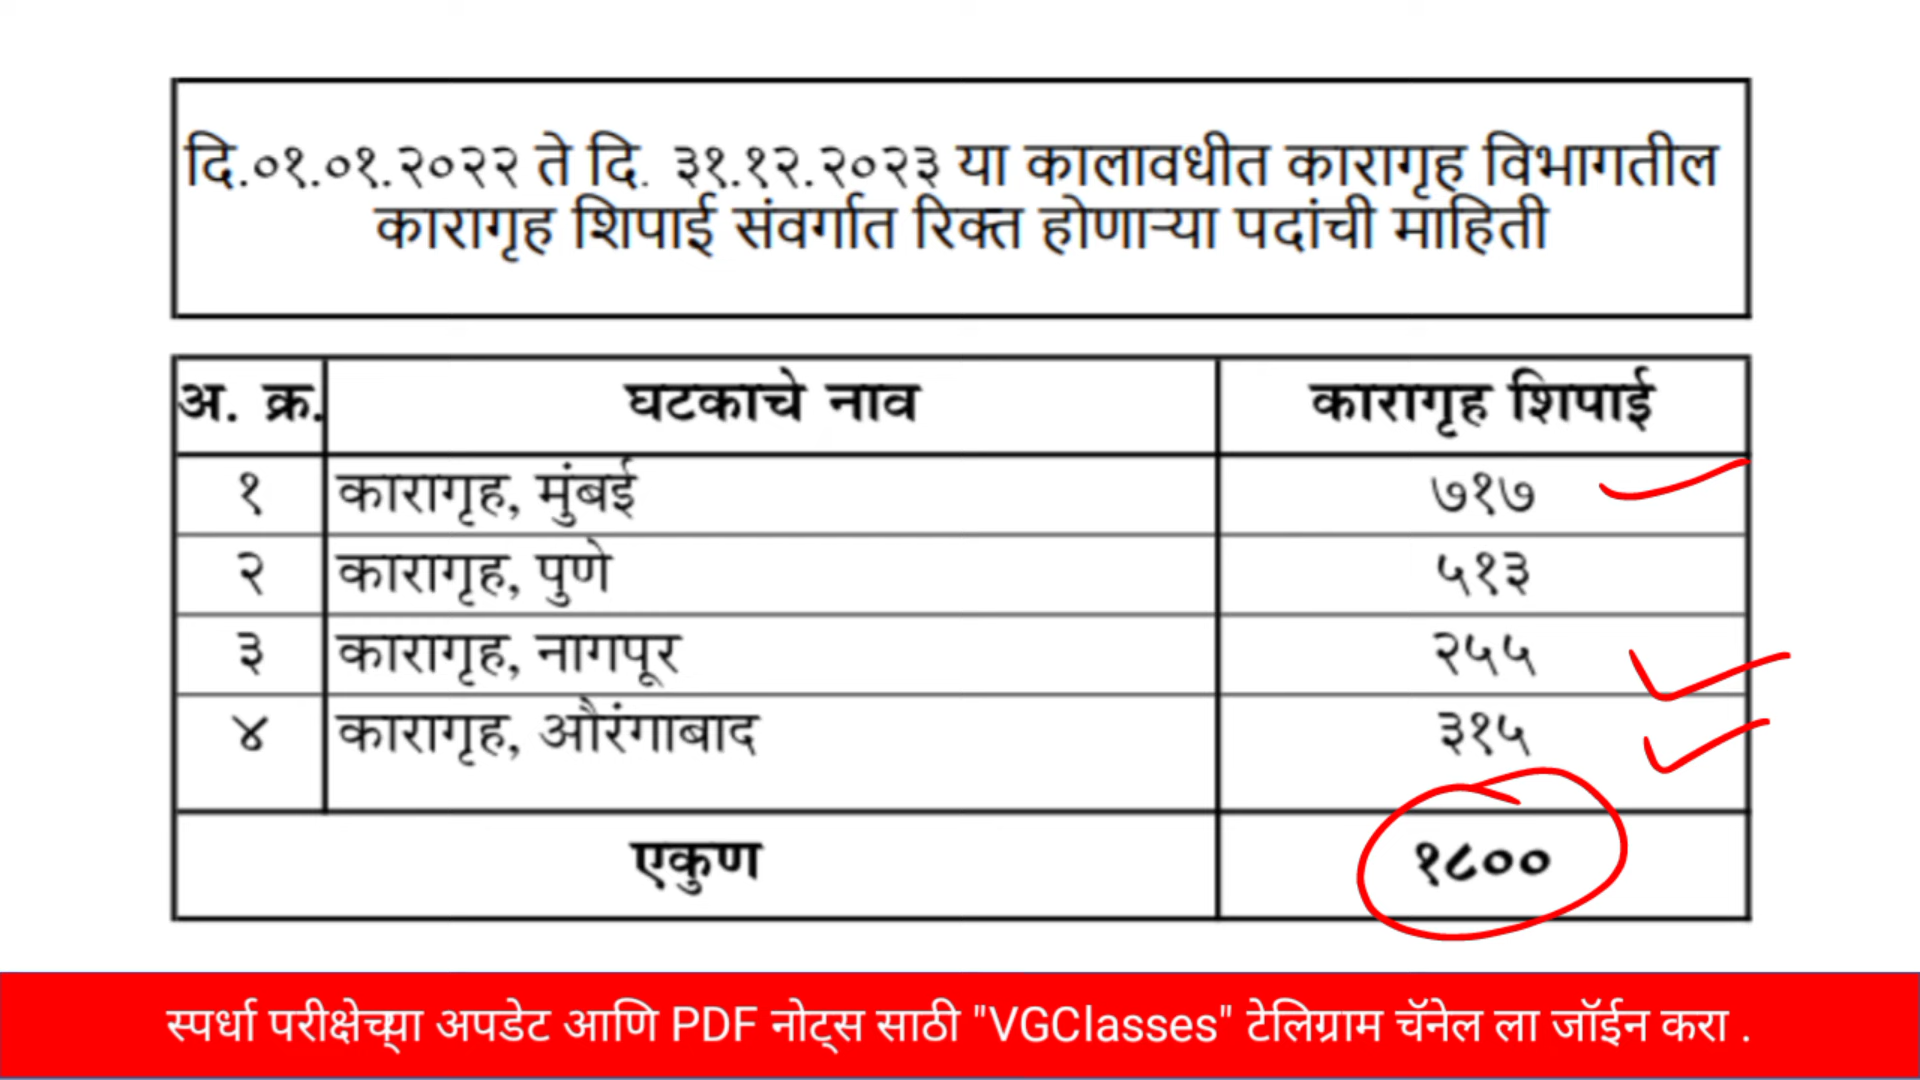 दि.०१.०१.२०२२ ते दि. ३१.१२.२०२३ या कालावधीत कारागृह विभागतील
कारागृह शिपाई संवर्गात रिक्त होणाऱ्या पदांची माहिती
अ. क्र. घटकाचे नाव कारागृह शिपाई
१ कारागृह, मुंबई ७१७
२ कारागृह, पुणे ५१३
३ कारागृह, नागपूर २५५
४ कारागृह, औरंगाबाद ३१५
एकुण १८००
स्पर्धा परीक्षेच्या अपडेट आणि PDF नोट्स साठी "VGClasses" टेलिग्राम चॅनेल ला जॉईन करा .